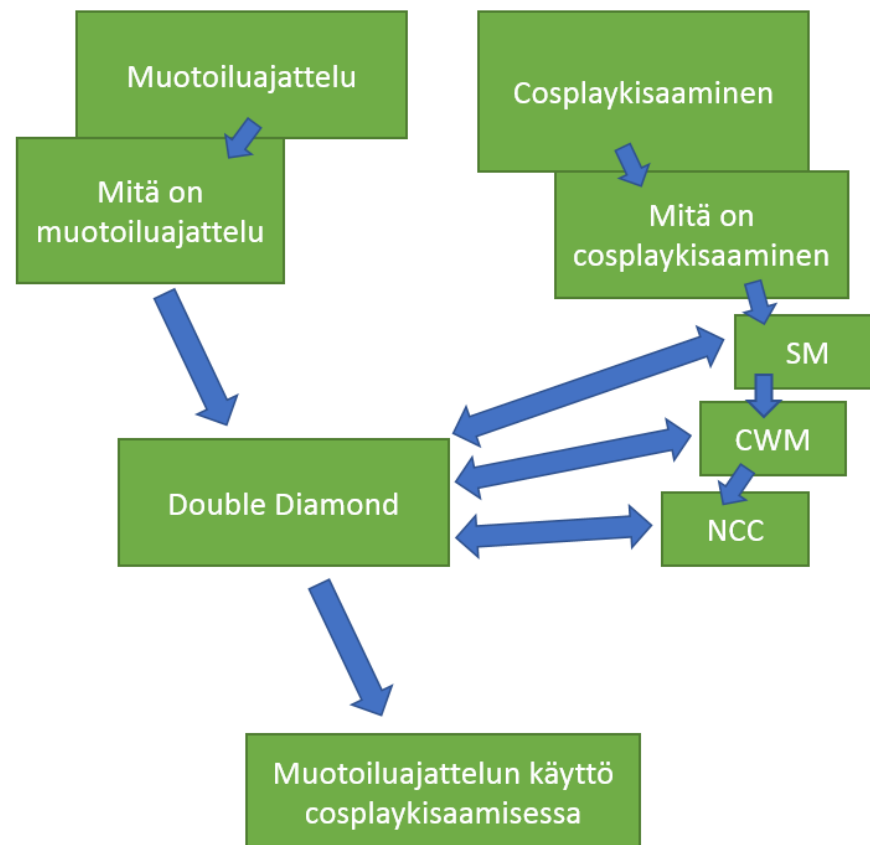 Muotoiluajattelu
Mitä on
muotoiluajattelu
Cosplaykisaaminen
Mitä on
cosplaykisaaminen
SM
CWM
NCC
Double Diamond
Muotoiluajattelun käyttö
cosplaykisaamisessa